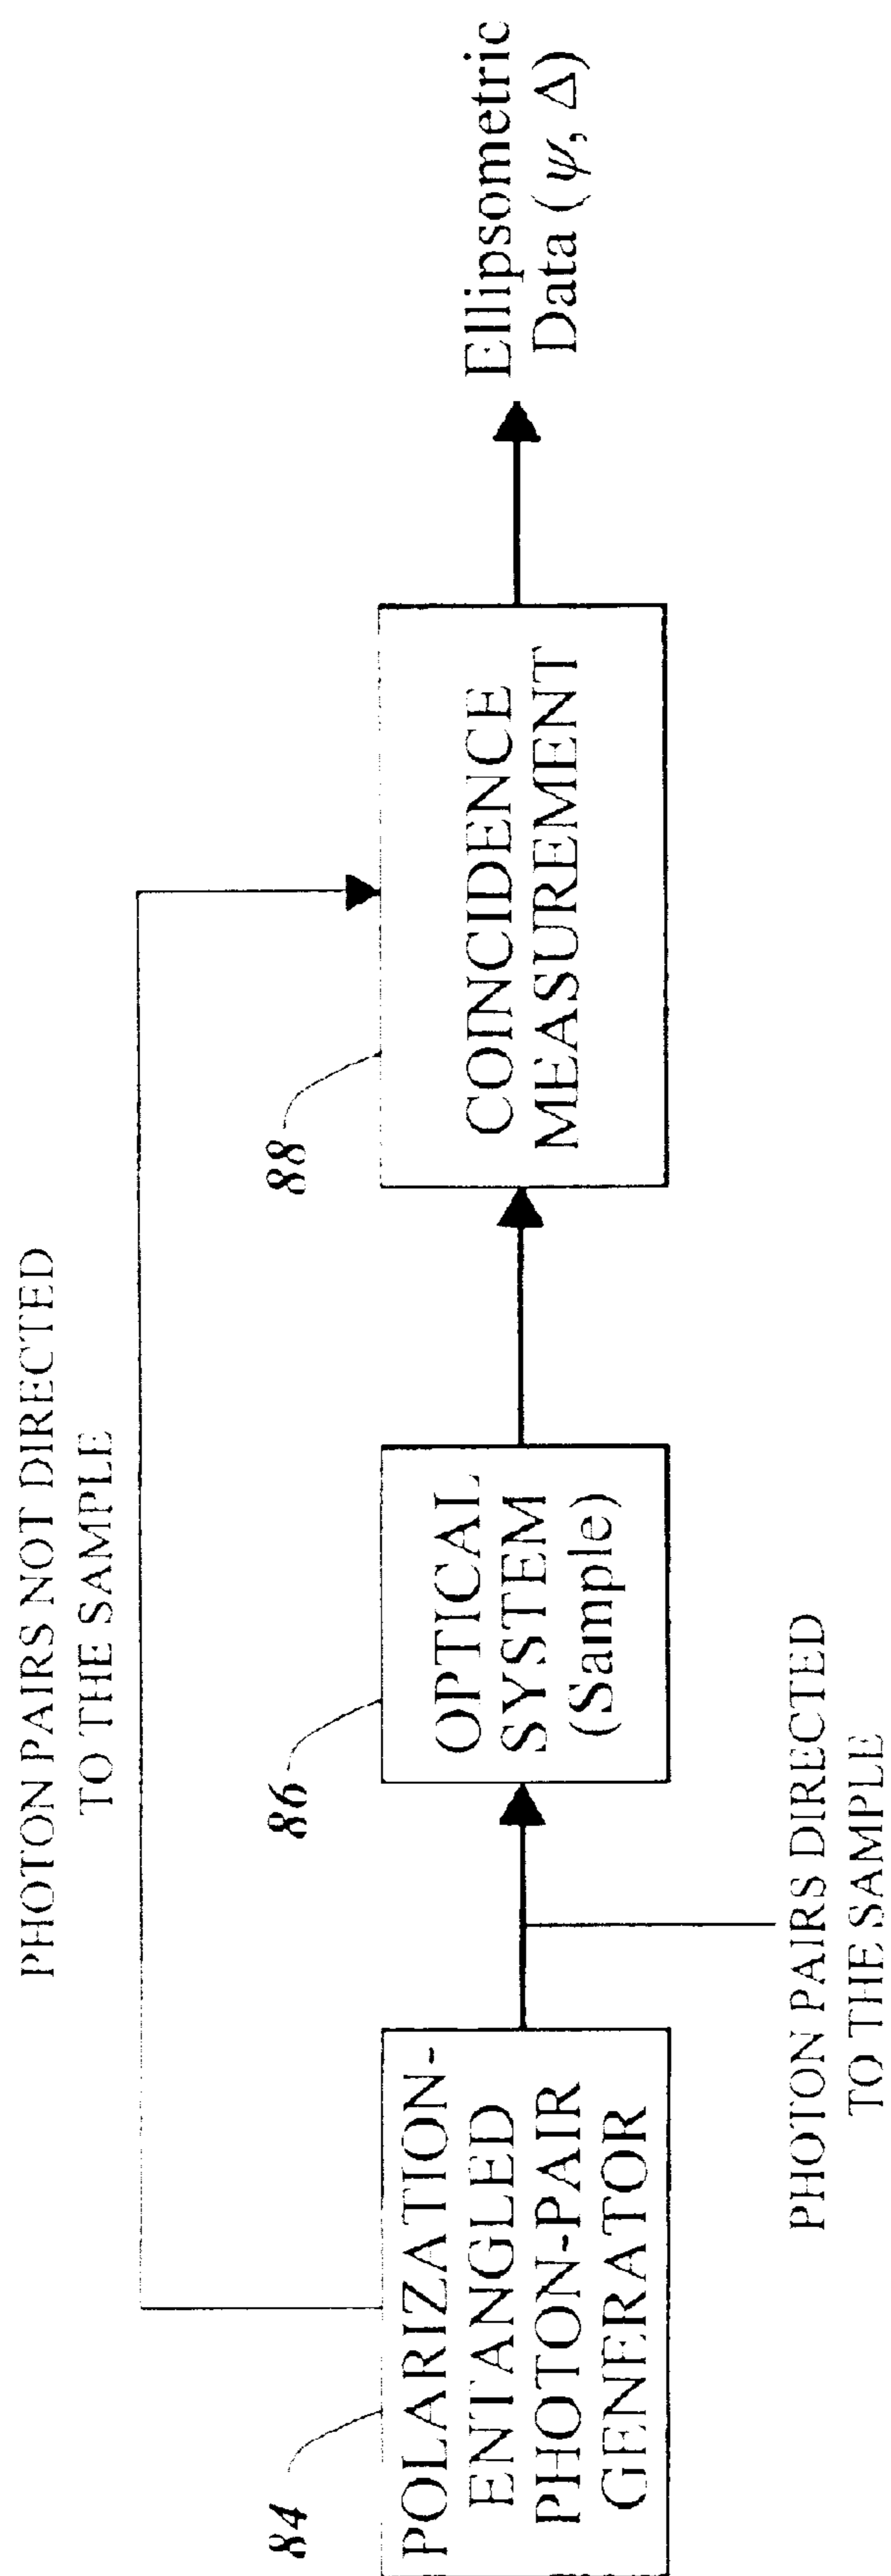 PHOTON PAIRS NOT DIRECTED
TO THE SAMPLE
84
POLARIZATION-
ENTANGLED
PHOTON-PAIR
GENERATOR
PHOTON PAIRS DIRECTED
TO THE SAMPLE
86
OPTICAL
SYSTEM
(Sample)
88
COINCIDENCE
MEASUREMENT
Ellipsometric
Data (ψ, Δ)